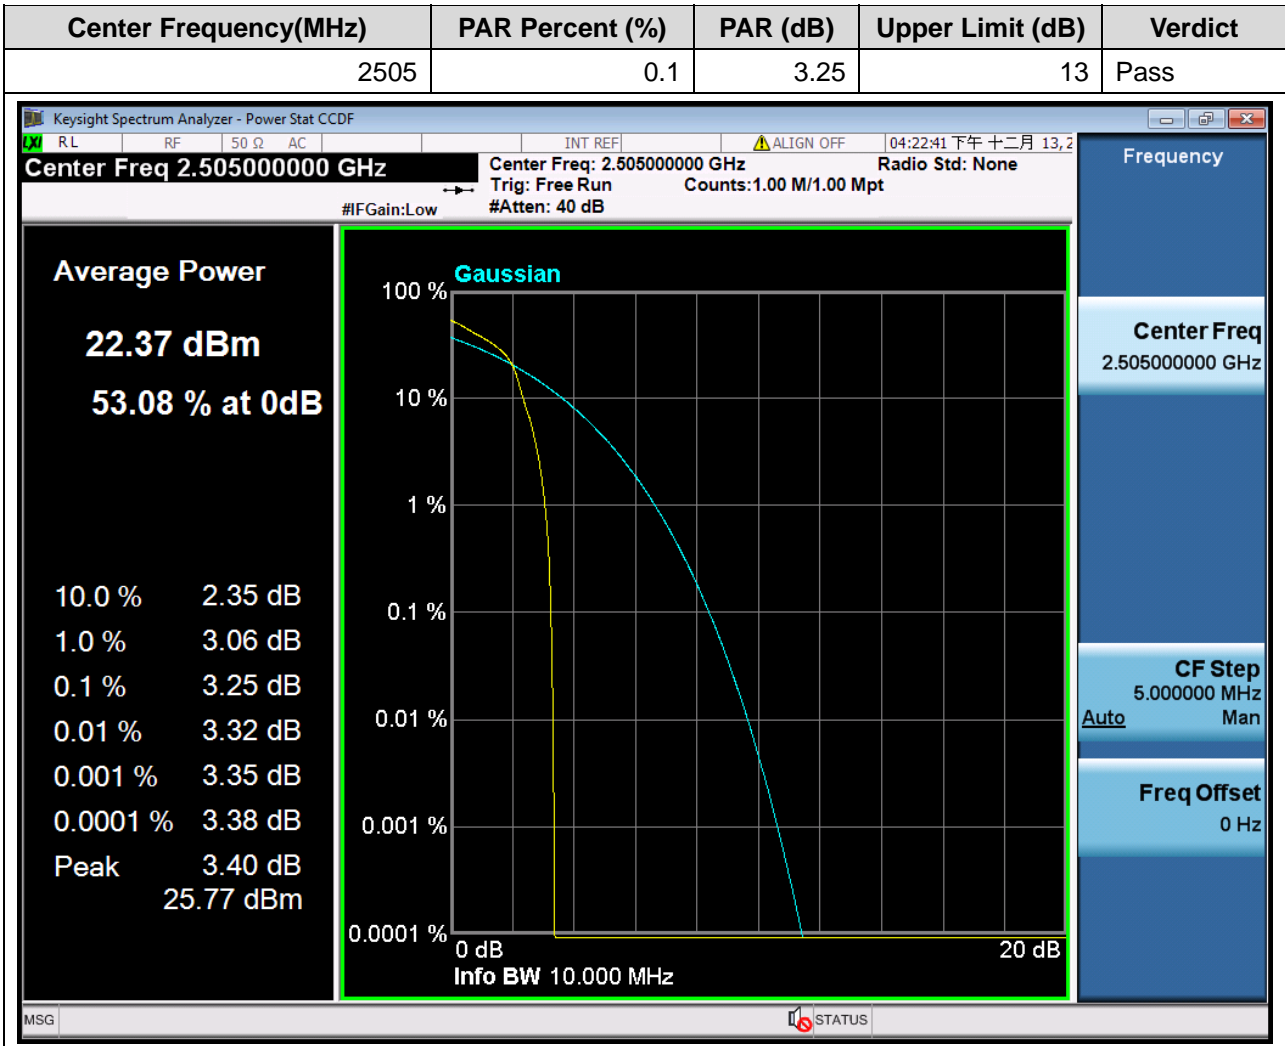 Center Frequency(MHz) PAR Percent (%) PAR (dB) Upper Limit (dB) Verdict
2505 0.1 3.25 13 Pass
Keysight Spectrum Analyzer - Power Stat CCDF
LXI RL RF 50 Ω AC INT REF ALIGN OFF 04:22:41 下午 十二月 13, 2
Center Freq 2.505000000 GHz
Center Freq: 2.505000000 GHz Radio Std: None
Trig: Free Run Counts:1.00 M/1.00 Mpt
#IFGain:Low #Atten: 40 dB
Average Power
22.37 dBm
53.08 % at 0dB
10.0 % 2.35 dB
1.0 % 3.06 dB
0.1 % 3.25 dB
0.01 % 3.32 dB
0.001 % 3.35 dB
0.0001 % 3.38 dB
Peak 3.40 dB
25.77 dBm
Gaussian
100 %
10 %
1 %
0.1 %
0.01 %
0.001 %
0.0001 %
0 dB 20 dB
Info BW 10.000 MHz
Frequency
Center Freq
2.505000000 GHz
CF Step
5.000000 MHz
Auto Man
Freq Offset
0 Hz
MSG STATUS